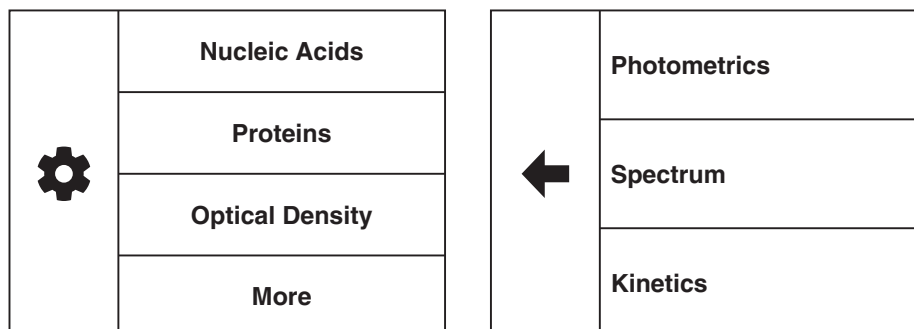 Nucleic Acids
Proteins
Optical Density
More
Photometrics
Spectrum
Kinetics